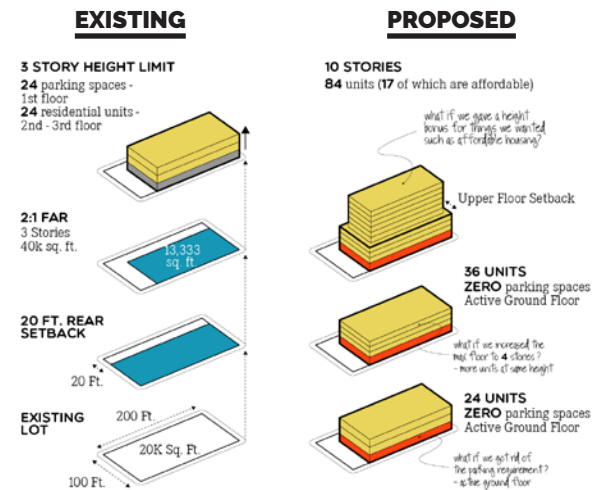 EXISTING
PROPOSED
3 STORY HEIGHT LIMIT
24 parking spaces -
1st floor
24 residential units -
2nd - 3rd floor
2:1 FAR
3 Stories
40k sq. ft.
13,333
sq. ft
20 FT. REAR
SETBACK
20 Ft.
EXISTING
LOT
200 Ft.
20K Sq. Ft.
100 Ft.
10 STORIES
84 units (17 of which are affordable)
what if we gave a height
bonus for things we wanted
such as affordable housing?
Upper Floor Setback
36 UNITS
ZERO parking spaces
Active Ground Floor
what if we increased the
max floor to 4 stories?
- more units at same height
24 UNITS
ZERO parking spaces
Active Ground Floor
what if we got rid of
the parking requirement?
- active ground floor